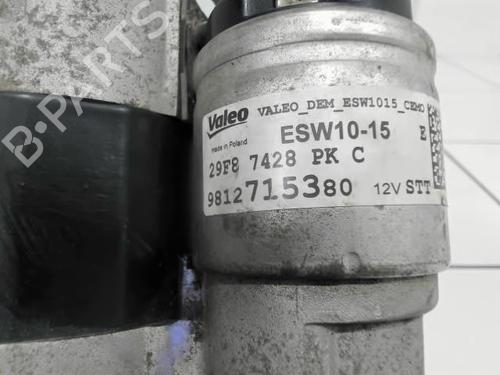 B-PARTS
Valeo VALEO_DEM_ESW1015_CEMO
made in Poland ESW10-15 E
29F8 7428 PK C
9812715380 12V STT